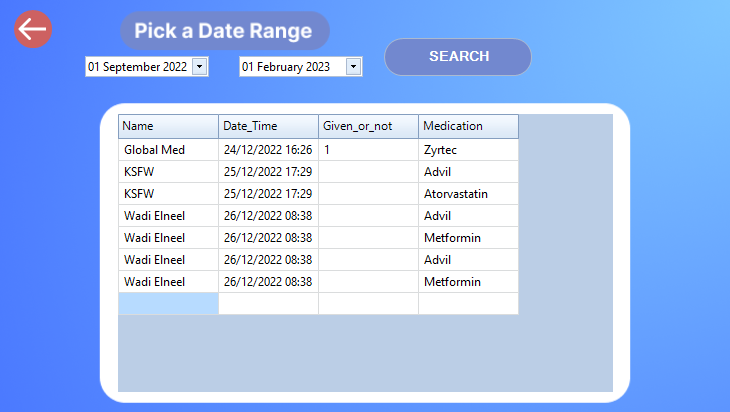 Pick a Date Range
01 September 2022 01 February 2023 SEARCH
Name Date_Time Given_or_not Medication
Global Med 24/12/2022 16:26 1 Zyrtec
KSFW 25/12/2022 17:29 Advil
KSFW 25/12/2022 17:29 Atorvastatin
Wadi Elneel 26/12/2022 08:38 Advil
Wadi Elneel 26/12/2022 08:38 Metformin
Wadi Elneel 26/12/2022 08:38 Advil
Wadi Elneel 26/12/2022 08:38 Metformin